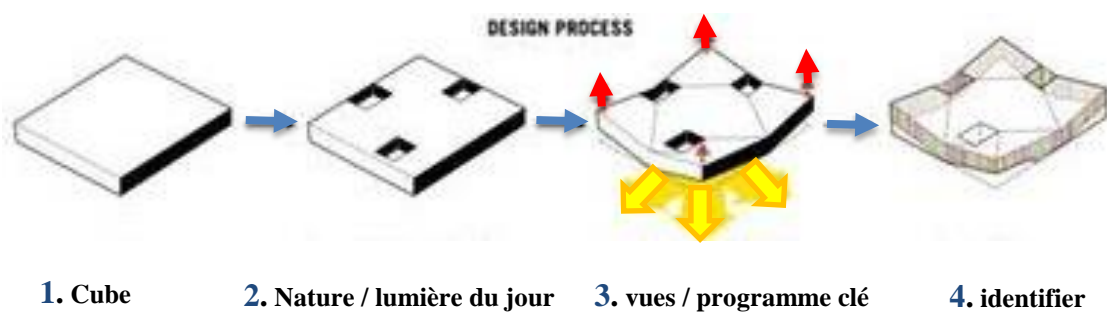 DESIGN PROCESS
1. Cube
2. Nature / lumière du jour
3. vues / programme clé
4. identifier